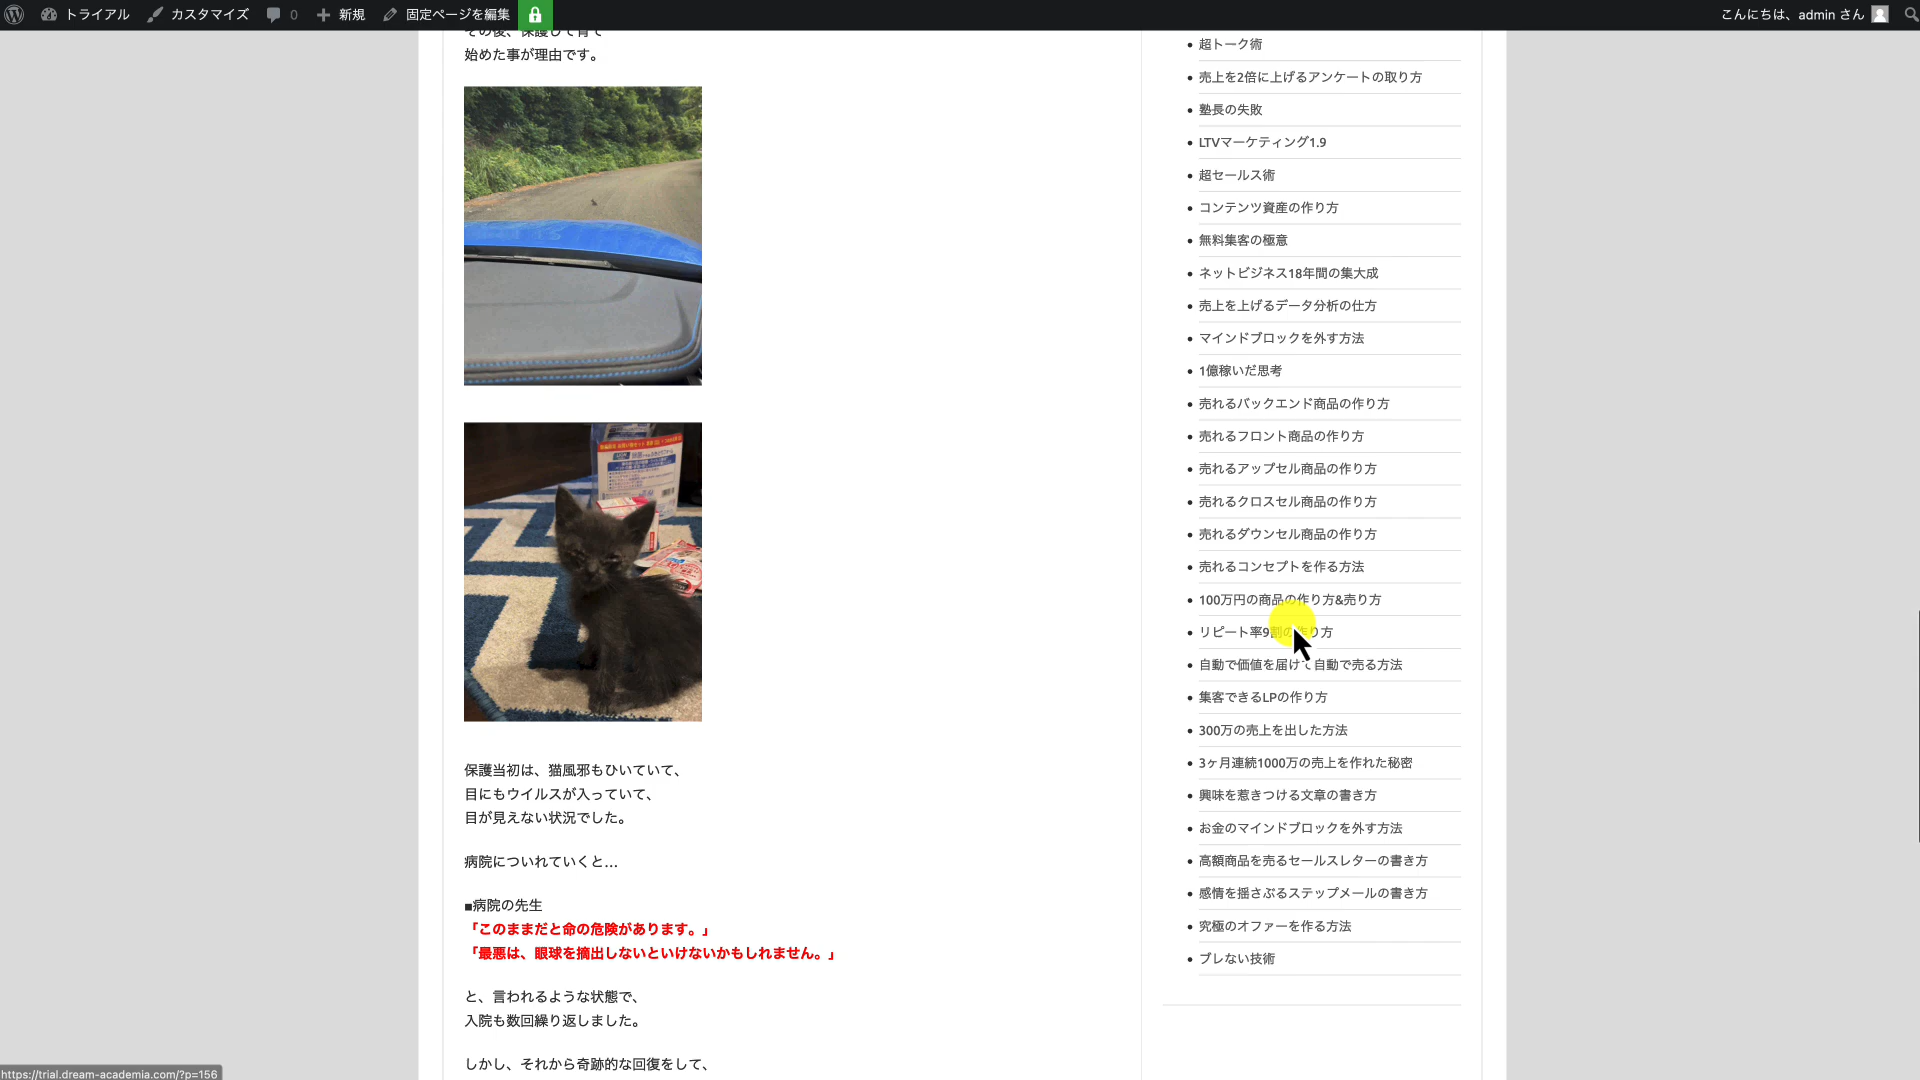 トライアル
カスタマイズ
0
新規
固定ページを編集
こんにちは、admin さん
その後、保護して育て
始めた事が理由です。
保護当初は、猫風邪もひいていて、
目にもウイルスが入っていて、
目が見えない状況でした。
病院についれていくと…
■病院の先生
「このままだと命の危険があります。」
「最悪は、眼球を摘出しないといけないかもしれません。」
と、言われるような状態で、
入院も数回繰り返しました。
しかし、それから奇跡的な回復をして、
超トーク術
売上を2倍に上げるアンケートの取り方
塾長の失敗
LTVマーケティング1.9
超セールス術
コンテンツ資産の作り方
無料集客の極意
ネットビジネス18年間の集大成
売上を上げるデータ分析の仕方
マインドブロックを外す方法
1億稼いだ思考
売れるバックエンド商品の作り方
売れるフロント商品の作り方
売れるアップセル商品の作り方
売れるクロスセル商品の作り方
売れるダウンセル商品の作り方
売れるコンセプトを作る方法
100万円の商品の作り方&売り方
リピート率9割の作り方
自動で価値を届けて自動で売る方法
集客できるLPの作り方
300万の売上を出した方法
3ヶ月連続1000万の売上を作れた秘密
興味を惹きつける文章の書き方
お金のマインドブロックを外す方法
高額商品を売るセールスレターの書き方
感情を揺さぶるステップメールの書き方
究極のオファーを作る方法
ブレない技術
https://trial.dream-academia.com/?p=156